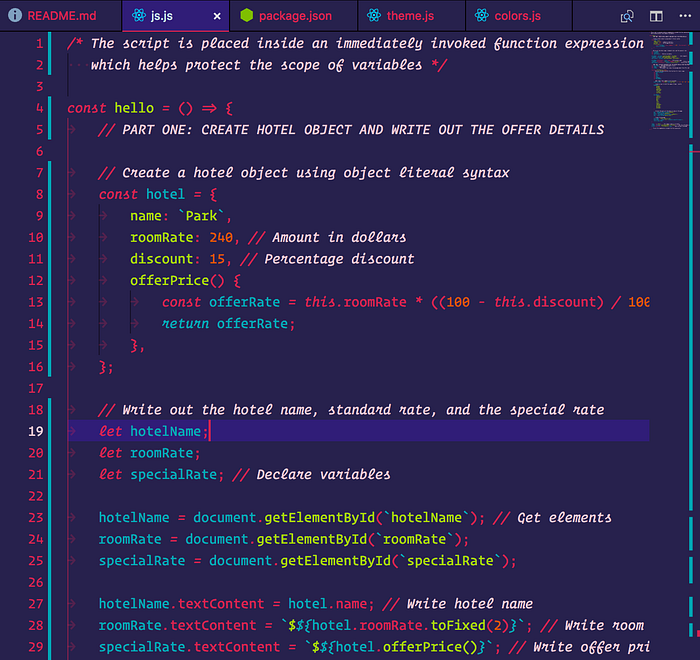 README.md js.js × package.json theme.js colors.js
1 /* The script is placed inside an immediately invoked function expression
2 which helps protect the scope of variables */
3
4 const hello = () => {
5 // PART ONE: CREATE HOTEL OBJECT AND WRITE OUT THE OFFER DETAILS
6
7 // Create a hotel object using object literal syntax
8 const hotel = {
9 name: `Park`,
10 roomRate: 240, // Amount in dollars
11 discount: 15, // Percentage discount
12 offerPrice() {
13 const offerRate = this.roomRate * ((100 - this.discount) / 100
14 return offerRate;
15 },
16 };
17
18 // Write out the hotel name, standard rate, and the special rate
19 let hotelName;
20 let roomRate;
21 let specialRate; // Declare variables
22
23 hotelName = document.getElementById(`hotelName`); // Get elements
24 roomRate = document.getElementById(`roomRate`);
25 specialRate = document.getElementById(`specialRate`);
26
27 hotelName.textContent = hotel.name; // Write hotel name
28 roomRate.textContent = `$${hotel.roomRate.toFixed(2)}`; // Write room
29 specialRate.textContent = `$${hotel.offerPrice()}`; // Write offer pri